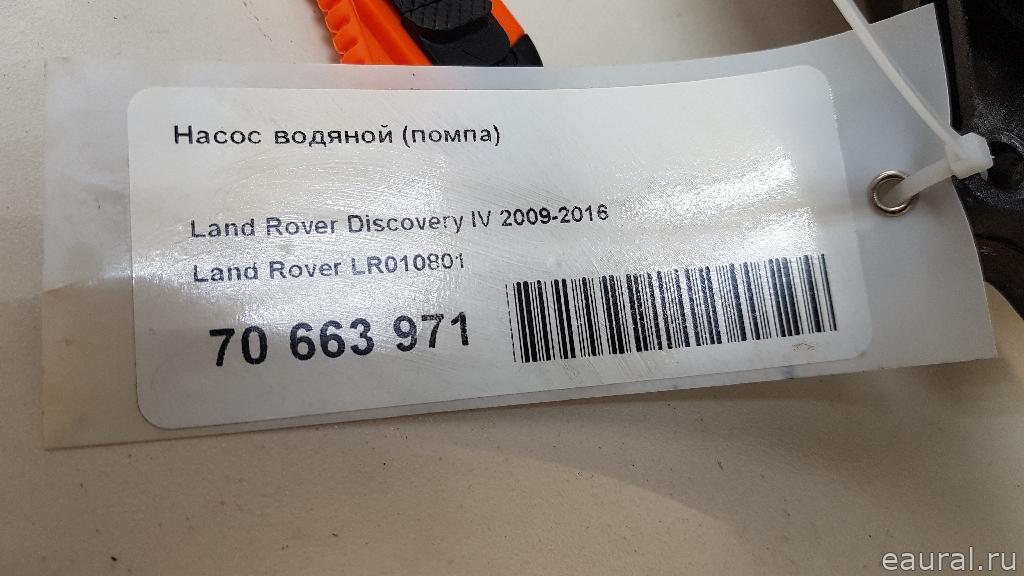 Насос водяной (помпа)
Land Rover Discovery IV 2009-2016
Land Rover LR010801
70 663 971
eaural.ru